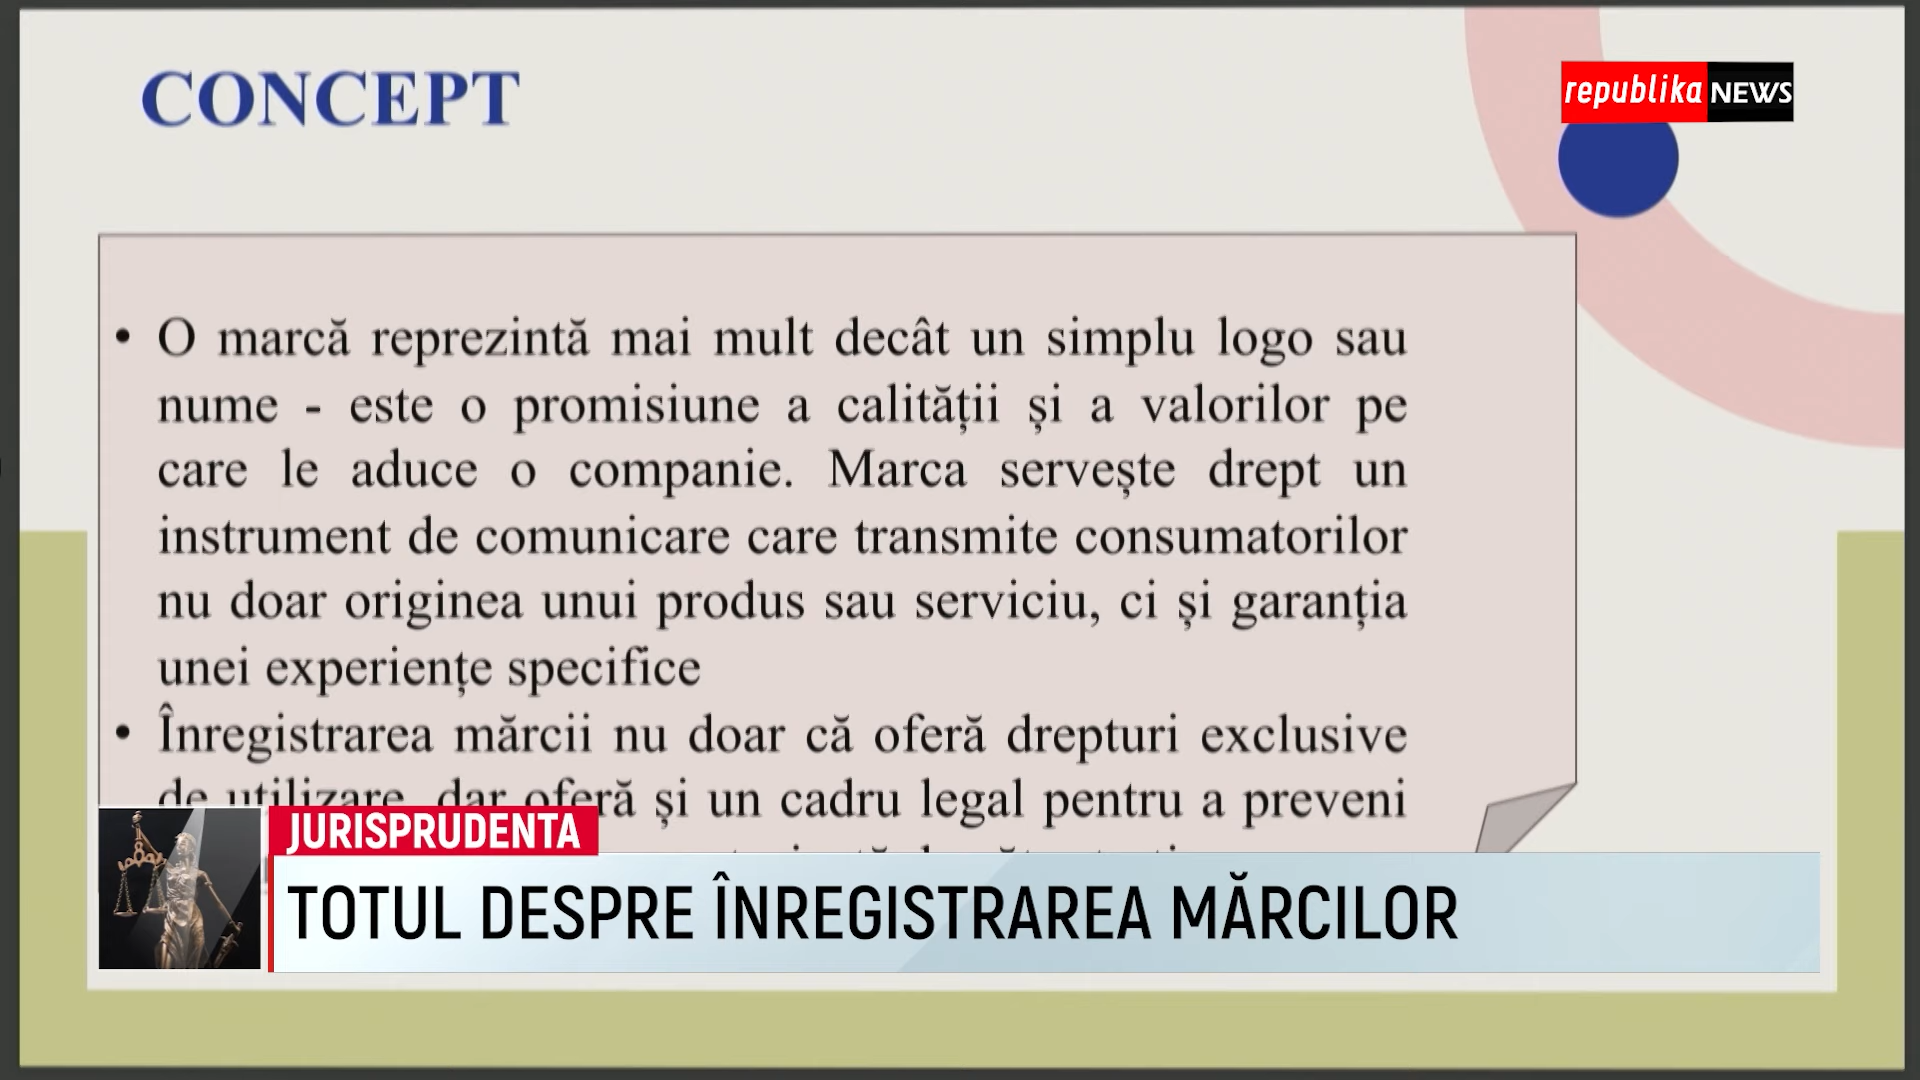 CONCEPT
republika NEWS
• O marcă reprezintă mai mult decât un simplu logo sau
nume - este o promisiune a calității și a valorilor pe
care le aduce o companie. Marca servește drept un
instrument de comunicare care transmite consumatorilor
nu doar originea unui produs sau serviciu, ci și garanția
unei experiențe specifice
• Înregistrarea mărcii nu doar că oferă drepturi exclusive
de utilizare, dar oferă și un cadru legal pentru a preveni
JURISPRUDENTA
TOTUL DESPRE ÎNREGISTRAREA MĂRCILOR